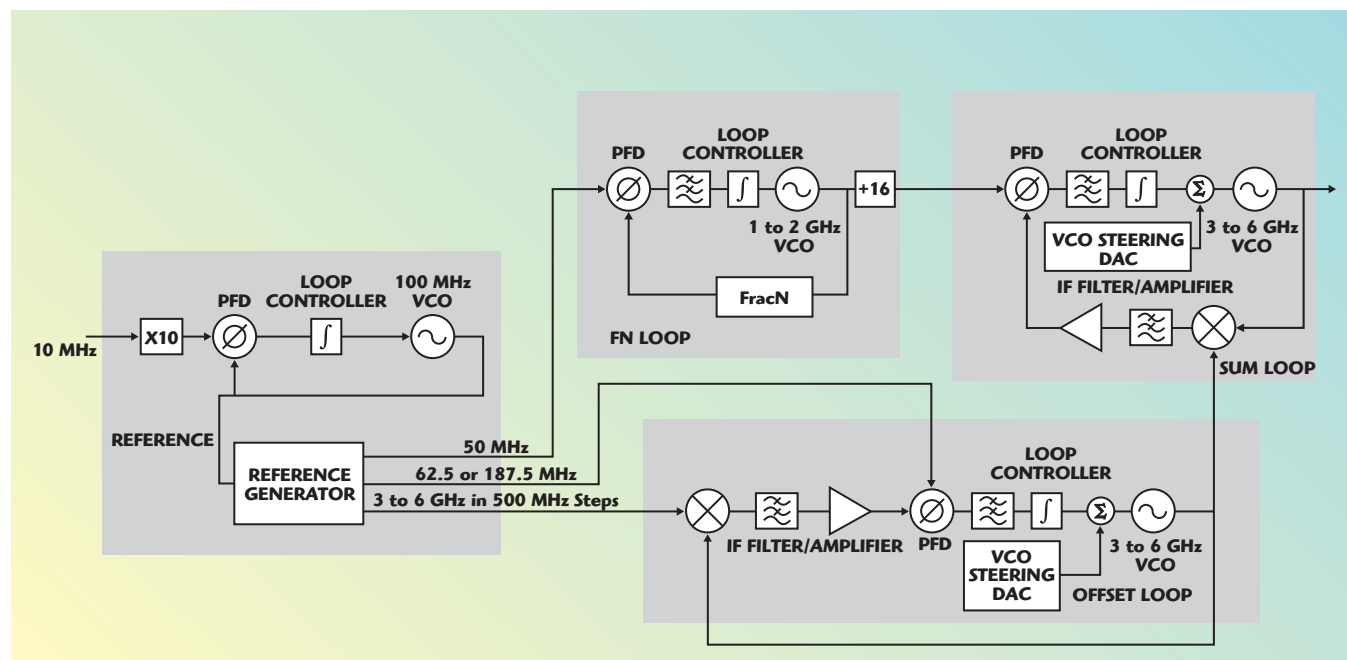 10 MHz
X10
PFD
Ø
LOOP
CONTROLLER
∫
100 MHz
VCO
REFERENCE
REFERENCE
GENERATOR
50 MHz
62.5 or 187.5 MHz
3 to 6 GHz in 500 MHz Steps
PFD
Ø
LOOP
CONTROLLER
∫
1 to 2 GHz
VCO
+16
FracN
FN LOOP
PFD
Ø
LOOP
CONTROLLER
∫
Σ
3 to 6 GHz
VCO
VCO STEERING
DAC
IF FILTER/AMPLIFIER
SUM LOOP
IF FILTER/AMPLIFIER
PFD
Ø
LOOP
CONTROLLER
∫
Σ
3 to 6 GHz
VCO
VCO
STEERING
DAC
OFFSET LOOP